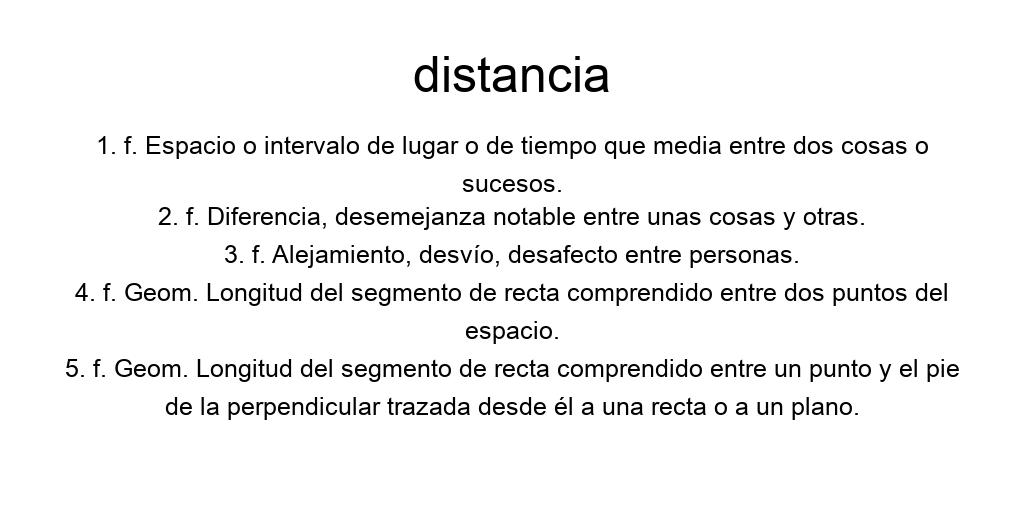 distancia
1. f. Espacio o intervalo de lugar o de tiempo que media entre dos cosas o
sucesos.
2. f. Diferencia, desemejanza notable entre unas cosas y otras.
3. f. Alejamiento, desvío, desafecto entre personas.
4. f. Geom. Longitud del segmento de recta comprendido entre dos puntos del
espacio.
5. f. Geom. Longitud del segmento de recta comprendido entre un punto y el pie
de la perpendicular trazada desde él a una recta o a un plano.